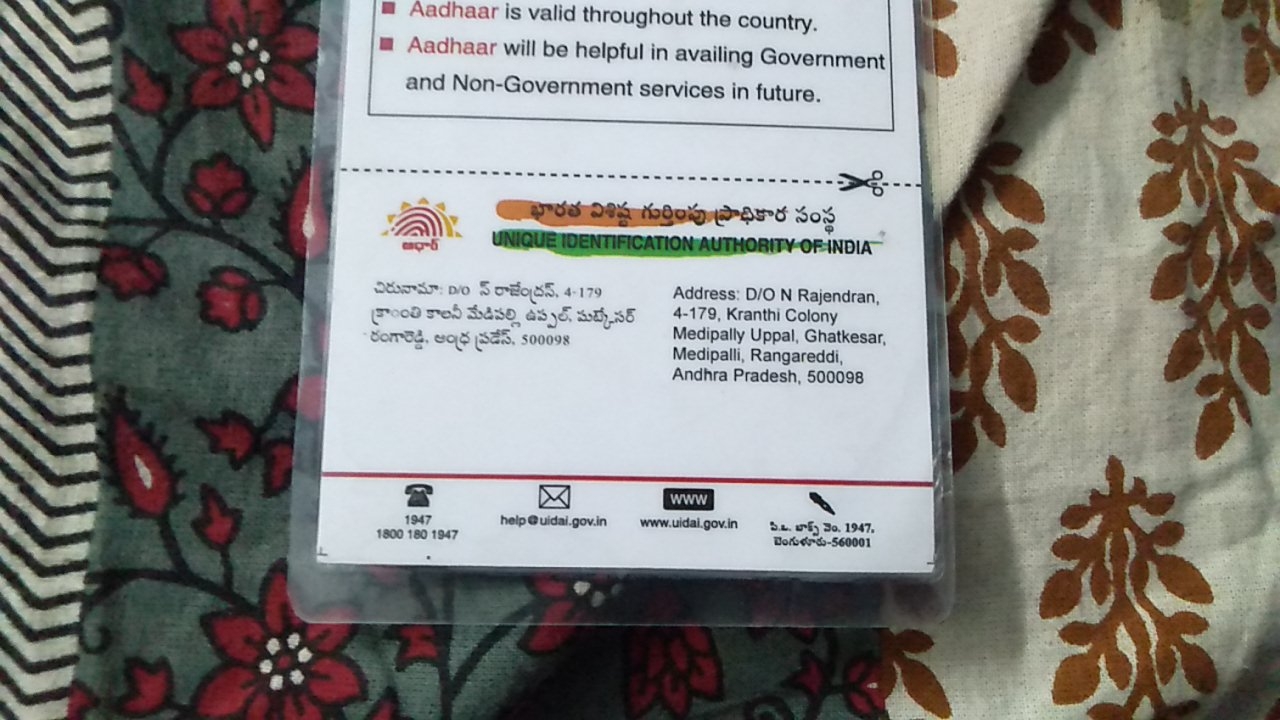 Aadhaar is valid throughout the country.
Aadhaar will be helpful in availing Government
and Non-Government services in future.
భారత విశిష్ట గుర్తింపు ప్రాధికార సంస్థ
UNIQUE IDENTIFICATION AUTHORITY OF INDIA
ఆధార్
చిరునామా: D/O న్ రాజేంద్రన్, 4-179
క్రాంతి కాలనీ మేడిపల్లి ఉప్పల్, ఘట్కేసర్
రంగారెడ్డి, ఆంధ్ర ప్రదేశ్, 500098
Address: D/O N Rajendran,
4-179, Kranthi Colony
Medipally Uppal, Ghatkesar,
Medipalli, Rangareddi,
Andhra Pradesh, 500098
1947
1800 180 1947
help@uidai.gov.in
www
www.uidai.gov.in
పి.ఒ. బాక్స్ నెం. 1947,
బెంగుళూరు-560001